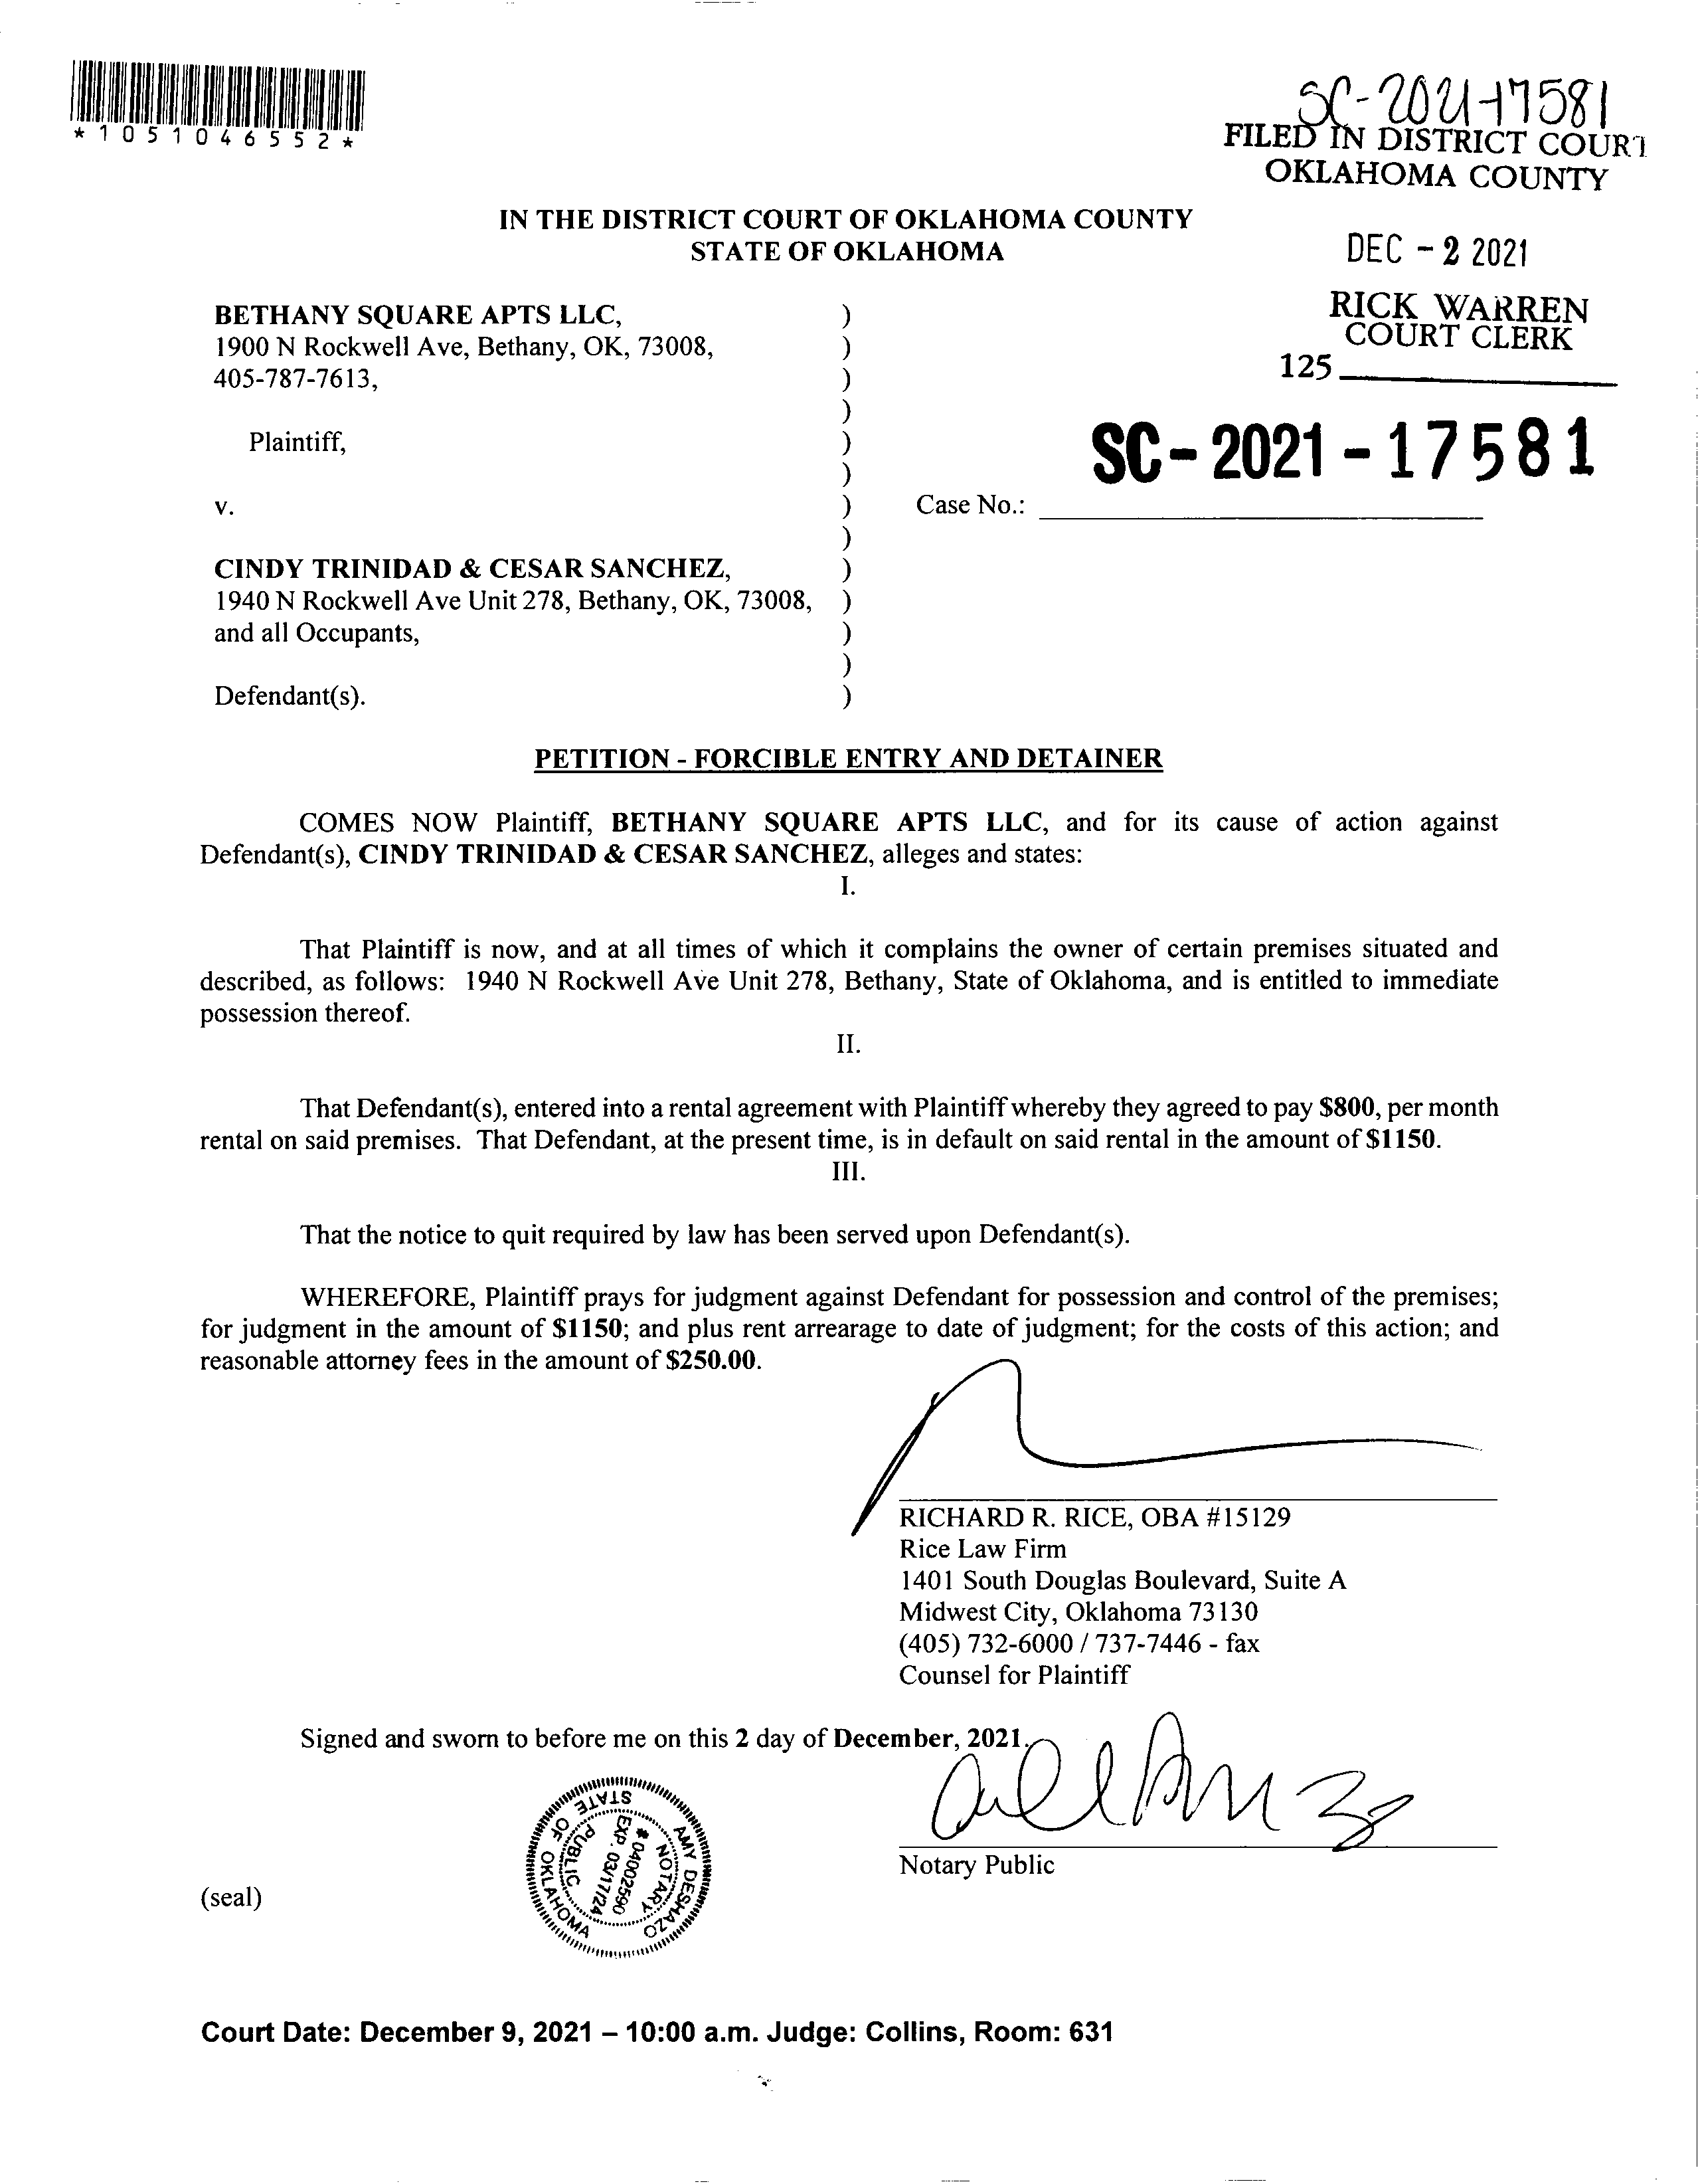 *1051046552*
SC-2021-17581
FILED IN DISTRICT COURT
OKLAHOMA COUNTY
IN THE DISTRICT COURT OF OKLAHOMA COUNTY
STATE OF OKLAHOMA
DEC - 2 2021
RICK WARREN
COURT CLERK
125
BETHANY SQUARE APTS LLC, )
1900 N Rockwell Ave, Bethany, OK, 73008, )
405-787-7613, )
)
Plaintiff, )
SC-2021-17581
)
v. ) Case No.:
)
CINDY TRINIDAD & CESAR SANCHEZ, )
1940 N Rockwell Ave Unit 278, Bethany, OK, 73008, )
and all Occupants, )
)
Defendant(s). )
PETITION - FORCIBLE ENTRY AND DETAINER
COMES NOW Plaintiff, BETHANY SQUARE APTS LLC, and for its cause of action against
Defendant(s), CINDY TRINIDAD & CESAR SANCHEZ, alleges and states:
I.
That Plaintiff is now, and at all times of which it complains the owner of certain premises situated and
described, as follows: 1940 N Rockwell Ave Unit 278, Bethany, State of Oklahoma, and is entitled to immediate
possession thereof.
II.
That Defendant(s), entered into a rental agreement with Plaintiff whereby they agreed to pay $800, per month
rental on said premises. That Defendant, at the present time, is in default on said rental in the amount of $1150.
III.
That the notice to quit required by law has been served upon Defendant(s).
WHEREFORE, Plaintiff prays for judgment against Defendant for possession and control of the premises;
for judgment in the amount of $1150; and plus rent arrearage to date of judgment; for the costs of this action; and
reasonable attorney fees in the amount of $250.00.
RICHARD R. RICE, OBA #15129
Rice Law Firm
1401 South Douglas Boulevard, Suite A
Midwest City, Oklahoma 73130
(405) 732-6000 / 737-7446 - fax
Counsel for Plaintiff
Signed and sworn to before me on this 2 day of December, 2021.
Notary Public
(seal)
AMY DESHAZO
NOTARY
# 04002590
EXP. 03/17/24
PUBLIC
STATE OF OKLAHOMA
Court Date: December 9, 2021 – 10:00 a.m. Judge: Collins, Room: 631